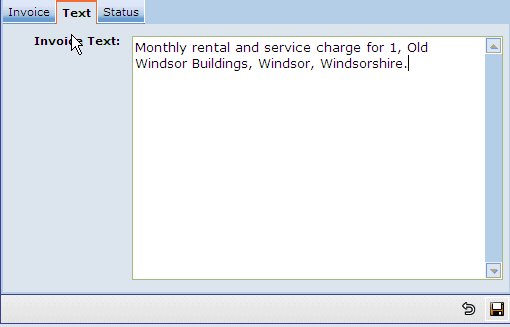 Invoice Text Status
Invoice Text:
Monthly rental and service charge for 1, Old
Windsor Buildings, Windsor, Windsorshire.